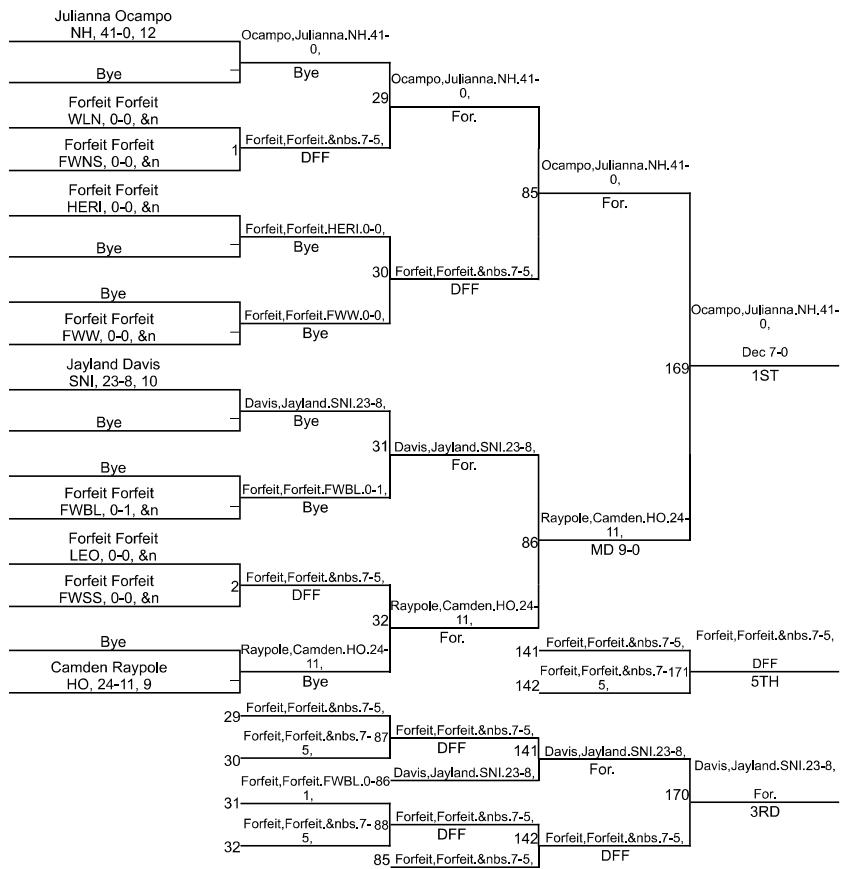 Julianna Ocampo
NH, 41-0, 12
Bye
Forfeit Forfeit
WLN, 0-0, &n
Forfeit Forfeit
FWNS, 0-0, &n
Forfeit Forfeit
HERI, 0-0, &n
Bye
Bye
Forfeit Forfeit
FWW, 0-0, &n
Jayland Davis
SNI, 23-8, 10
Bye
Bye
Forfeit Forfeit
FWBL, 0-1, &n
Forfeit Forfeit
LEO, 0-0, &n
Forfeit Forfeit
FWSS, 0-0, &n
Bye
Camden Raypole
HO, 24-11, 9
Ocampo,Julianna.NH.41-
0,
Bye
1
Forfeit,Forfeit.&nbs.7-5,
DFF
Forfeit,Forfeit.HERI.0-0,
Bye
Forfeit,Forfeit.FWW.0-0,
Bye
Davis,Jayland.SNI.23-8,
Bye
Forfeit,Forfeit.FWBL.0-1,
Bye
2
Forfeit,Forfeit.&nbs.7-5,
DFF
Raypole,Camden.HO.24-
11,
Bye
29
Ocampo,Julianna.NH.41-
0,
For.
30
Forfeit,Forfeit.&nbs.7-5,
DFF
31
Davis,Jayland.SNI.23-8,
For.
32
Raypole,Camden.HO.24-
11,
For.
85
Ocampo,Julianna.NH.41-
0,
For.
86
Raypole,Camden.HO.24-
11,
MD 9-0
169
Ocampo,Julianna.NH.41-
0,
Dec 7-0
1ST
141
Forfeit,Forfeit.&nbs.7-5,
142
Forfeit,Forfeit.&nbs.7-
5,
171
Forfeit,Forfeit.&nbs.7-5,
DFF
5TH
29
Forfeit,Forfeit.&nbs.7-5,
30
Forfeit,Forfeit.&nbs.7-
5,
31
Forfeit,Forfeit.FWBL.0-
1,
32
Forfeit,Forfeit.&nbs.7-
5,
87
Forfeit,Forfeit.&nbs.7-5,
DFF
86
Davis,Jayland.SNI.23-8,
88
Forfeit,Forfeit.&nbs.7-5,
DFF
85
Forfeit,Forfeit.&nbs.7-5,
141
Davis,Jayland.SNI.23-8,
For.
142
Forfeit,Forfeit.&nbs.7-5,
DFF
170
Davis,Jayland.SNI.23-8,
For.
3RD